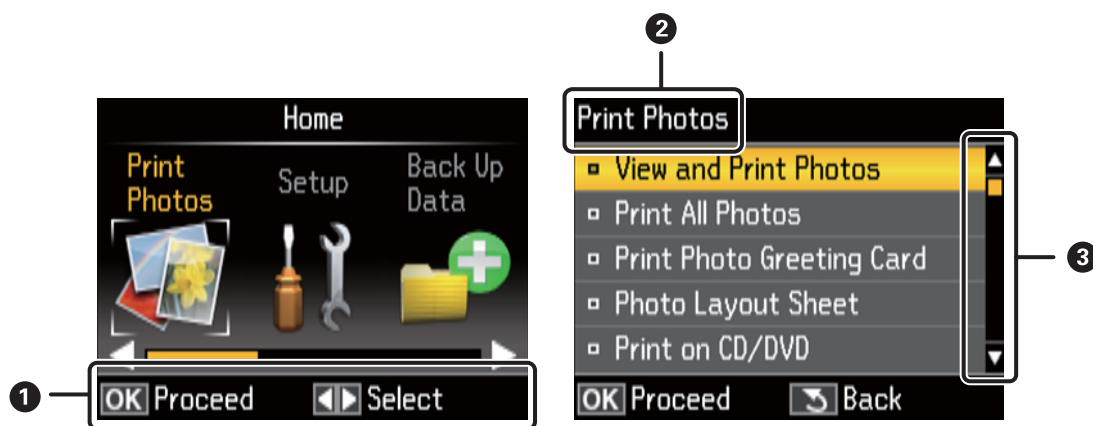 2
Home
Print Photos
Setup
Back Up Data
1
OK Proceed
Select
Print Photos
View and Print Photos
Print All Photos
Print Photo Greeting Card
Photo Layout Sheet
Print on CD/DVD
3
OK Proceed
Back